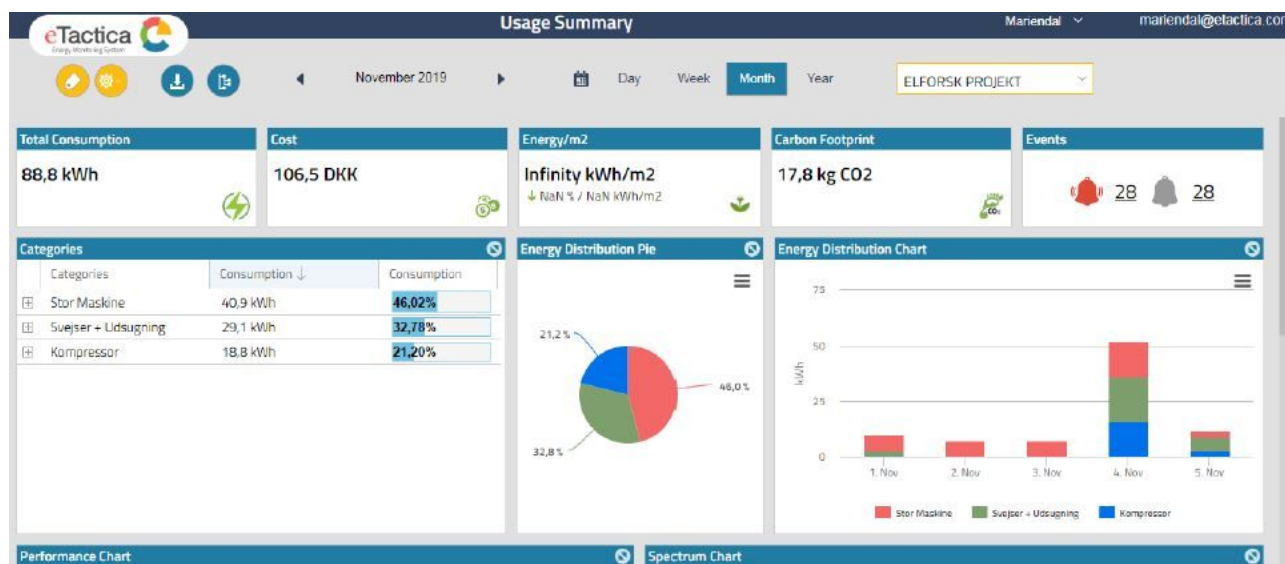 Usage Summary
Mariendal
mariendal@etactica.com
eTactica
Energy Monitoring System
November 2019
Day
Week
Month
Year
ELFORSK PROJEKT
Total Consumption
88,8 kWh
Cost
106,5 DKK
Energy/m2
Infinity kWh/m2
NaN % / NaN kWh/m2
Carbon Footprint
17,8 kg CO2
CO₂
Events
28
28
Categories
Categories
Consumption ↓
Consumption
Stor Maskine
40,9 kWh
46,02%
Svejser + Udsugning
29,1 kWh
32,78%
Kompressor
18,8 kWh
21,20%
Energy Distribution Pie
21,2 %
46,0 %
32,8 %
Energy Distribution Chart
75
50
25
0
kWh
1. Nov
2. Nov
3. Nov
4. Nov
5. Nov
Stor Maskine
Svejser + Udsugning
Kompressor
Performance Chart
Spectrum Chart